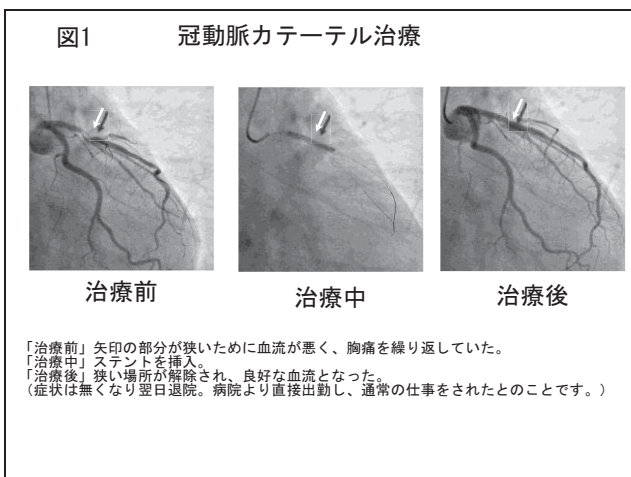 図1 冠動脈カテーテル治療
治療前 治療中 治療後
「治療前」矢印の部分が狭いために血流が悪く、胸痛を繰り返していた。
「治療中」ステントを挿入。
「治療後」狭い場所が解除され、良好な血流となった。
(症状は無くなり翌日退院。病院より直接出勤し、通常の仕事をされたとのことです。)